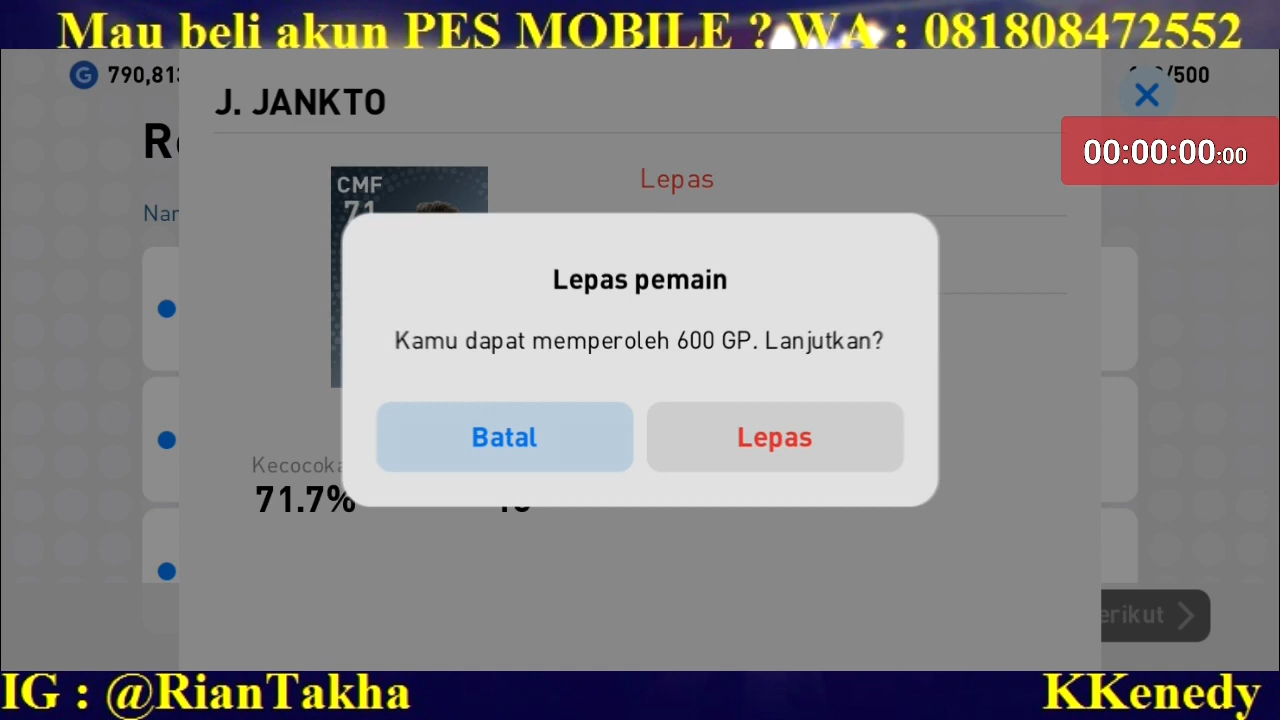 Mau beli akun PES MOBILE ? WA : 081808472552
790,81
/500
J. JANKTO
00:00:00:00
CMF
71
Lepas
Lepas pemain
Kamu dapat memperoleh 600 GP. Lanjutkan?
Batal
Lepas
71.7%
IG : @RianTakha
KKenedy